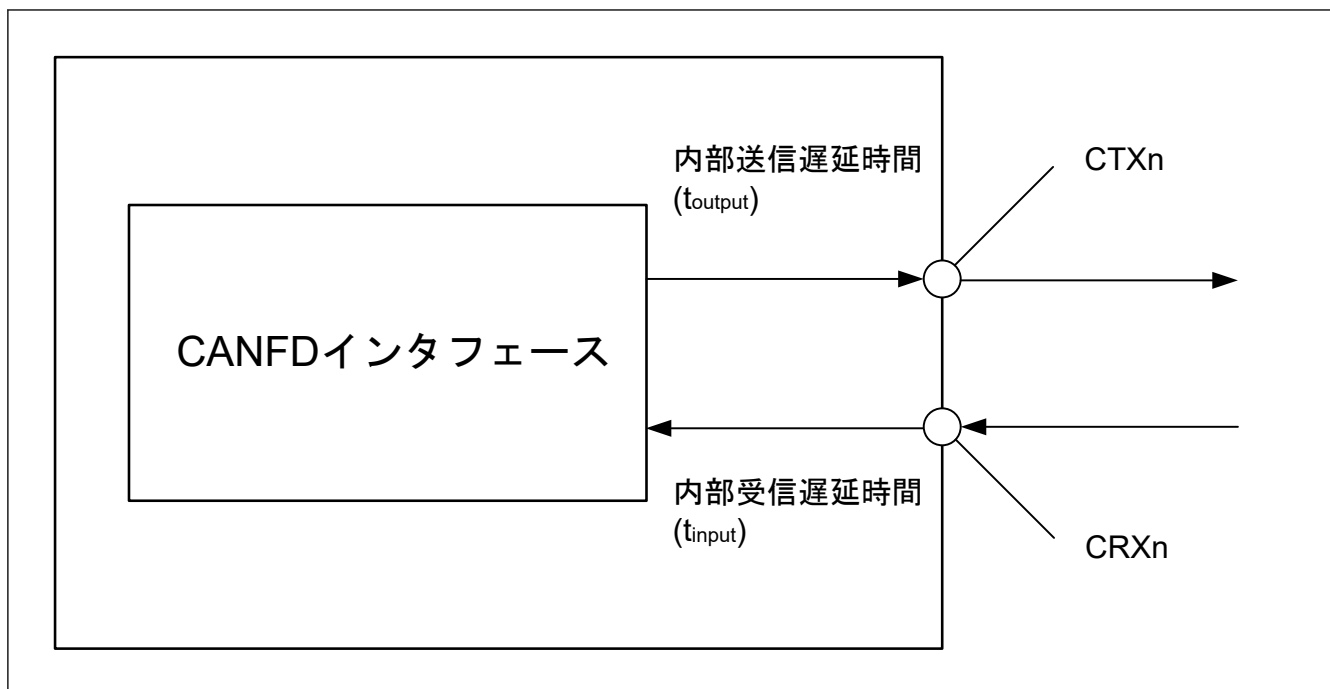 内部送信遅延時間
(toutput)
CTXn
CANFDインタフェース
内部受信遅延時間
(tinput)
CRXn